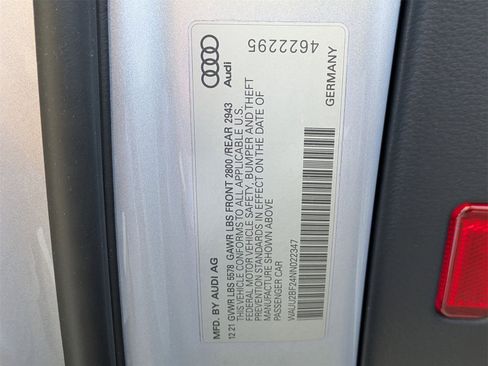 4622295
Audi
GERMANY
MFD. BY AUDI AG
12 21 GVWR LBS 5578 GAWR LBS FRONT 2800/REAR 2943
THIS VEHICLE CONFORMS TO ALL APPLICABLE U.S.
FEDERAL MOTOR VEHICLE SAFETY, BUMPER AND THEFT
PREVENTION STANDARDS IN EFFECT ON THE DATE OF
MANUFACTURE SHOWN ABOVE
PASSENGER CAR
WAUU2BF24NN022347